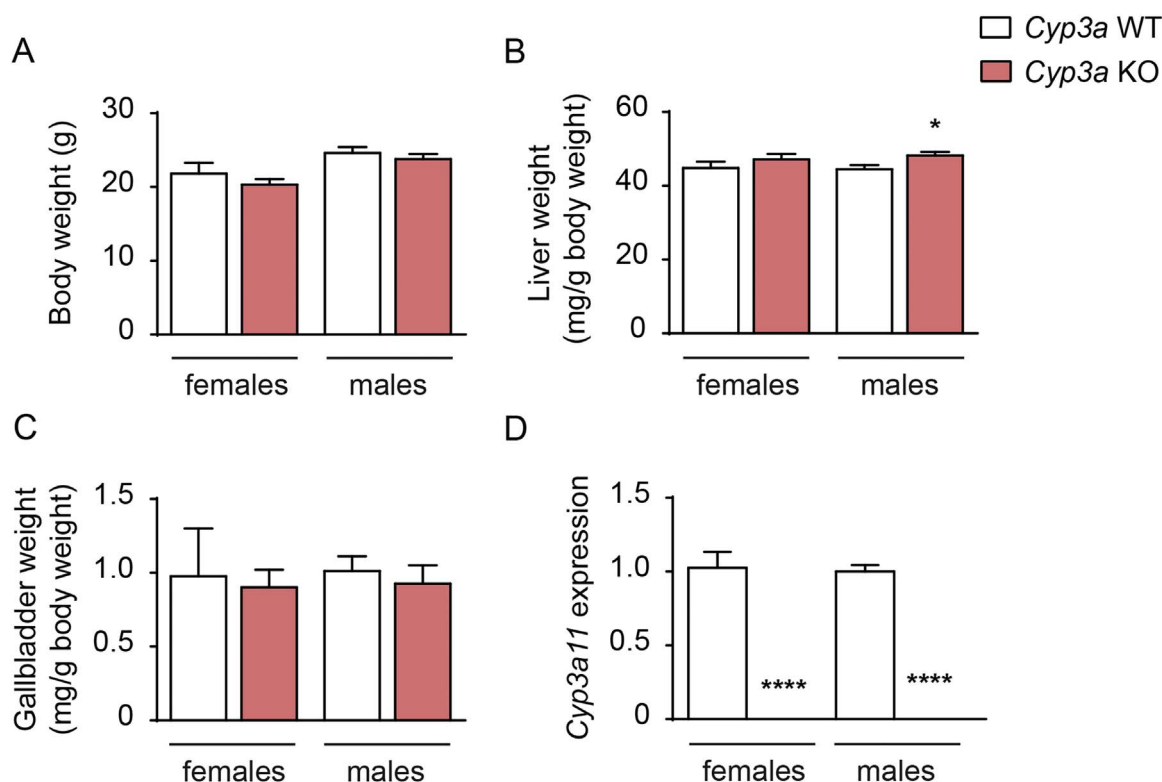 Cyp3a WT
Cyp3a KO
A
Body weight (g)
30
20
10
0
females
males
B
Liver weight
(mg/g body weight)
60
40
20
0
*
females
males
C
Gallbladder weight
(mg/g body weight)
1.5
1.0
0.5
0
females
males
D
Cyp3a11 expression
1.5
1.0
0.5
0
****
****
females
males